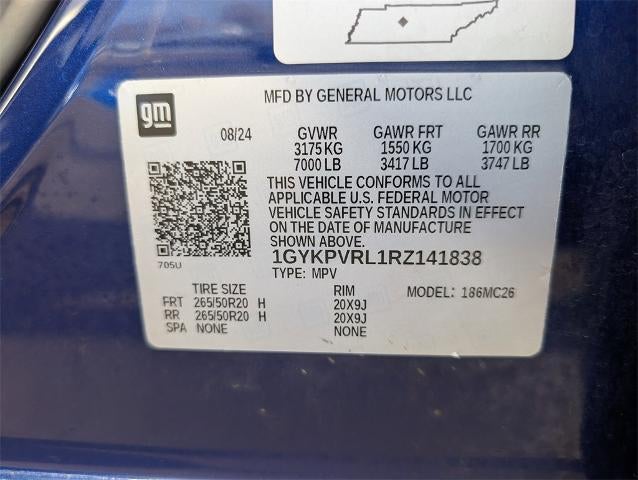 gm
MFD BY GENERAL MOTORS LLC
08/24 GVWR GAWR FRT GAWR RR
3175 KG 1550 KG 1700 KG
7000 LB 3417 LB 3747 LB
THIS VEHICLE CONFORMS TO ALL
APPLICABLE U.S. FEDERAL MOTOR
VEHICLE SAFETY STANDARDS IN EFFECT
ON THE DATE OF MANUFACTURE
SHOWN ABOVE.
1GYKPVRL1RZ141838
705U TYPE: MPV
TIRE SIZE RIM MODEL: 186MC26
FRT 265/50R20 H 20X9J
RR 265/50R20 H 20X9J
SPA NONE NONE